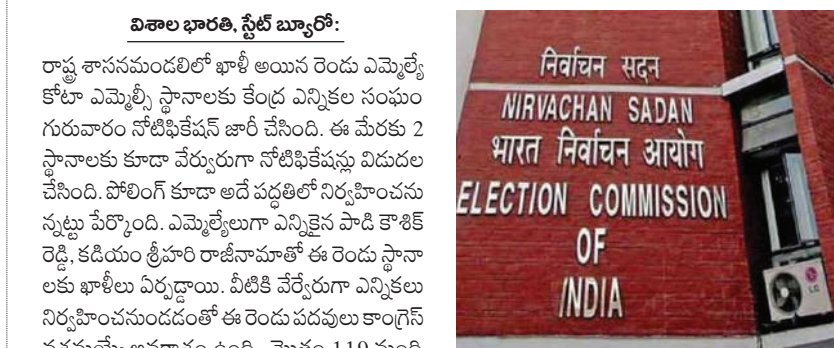 విశాల భారతి, స్టేట్ బ్యూరో:
రాష్ట్ర శాసనమండలిలో ఖాళీ అయిన రెండు ఎమ్మెల్యే
కోటా ఎమ్మెల్సీ స్థానాలకు కేంద్ర ఎన్నికల సంఘం
గురువారం నోటిఫికేషన్ జారీ చేసింది. ఈ మేరకు 2
స్థానాలకు కూడా వేర్వురుగా నోటిఫికేషన్లు విడుదల
చేసింది. పోలింగ్ కూడా అదే పద్ధతిలో నిర్వహించను
న్నట్టు పేర్కొంది. ఎమ్మెల్యేలుగా ఎన్నికైన పాడి కౌశిక్
రెడ్డి, కడియం శ్రీహరి రాజీనామాతో ఈ రెండు స్థానా
లకు ఖాళీలు ఏర్పడ్డాయి. వీటికి వేర్వేరుగా ఎన్నికలు
నిర్వహించనుండడంతో ఈ రెండు పదవులు కాంగ్రెస్
119
निर्वाचन सदन
NIRVACHAN SADAN
भारत निर्वाचन आयोग
ELECTION COMMISSION
OF
INDIA
LG